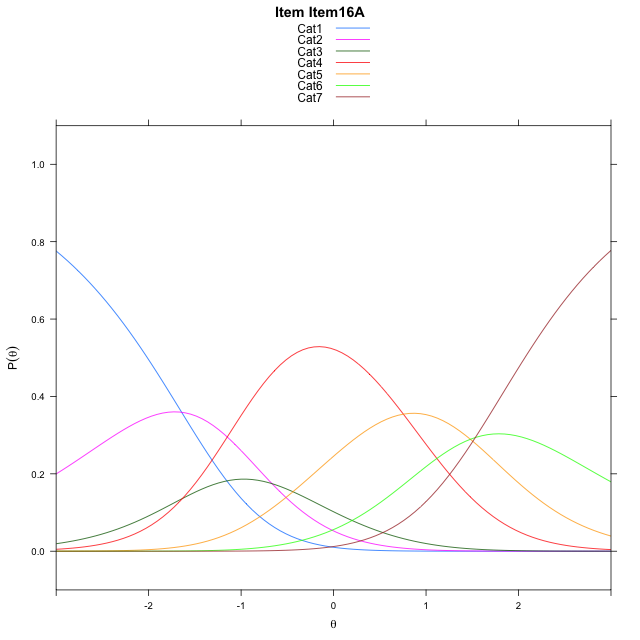 Item Item16A
Cat1
Cat2
Cat3
Cat4
Cat5
Cat6
Cat7
1.0
0.8
0.6
0.4
0.2
0.0
P(θ)
-2 -1 0 1 2
θ